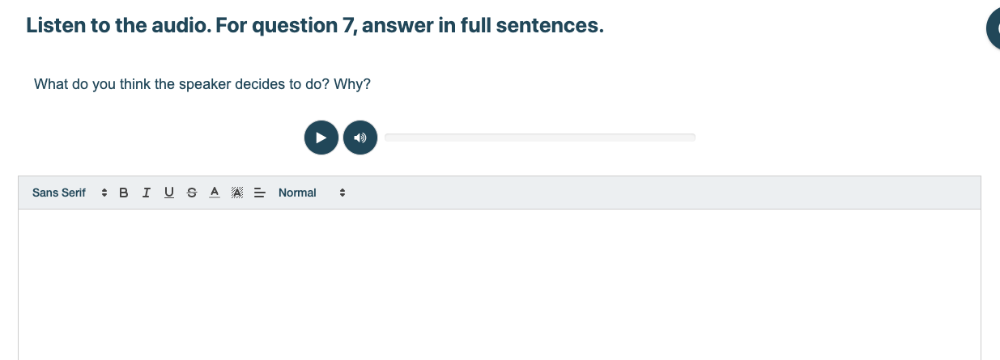 Listen to the audio. For question 7, answer in full sentences.
What do you think the speaker decides to do? Why?
Sans Serif B I U S A A Normal